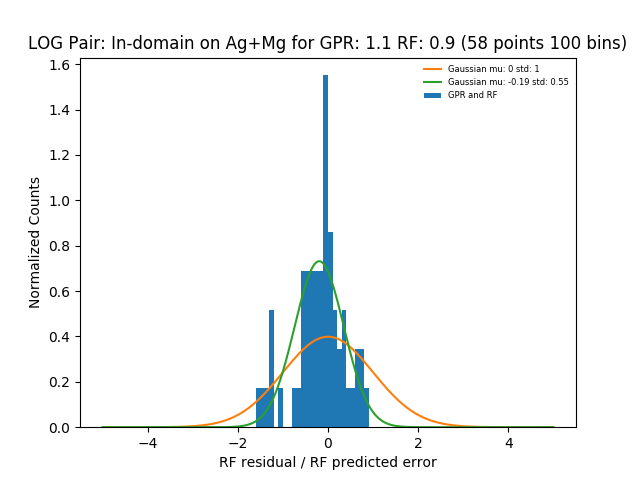 LOG Pair: In-domain on Ag+Mg for GPR: 1.1 RF: 0.9 (58 points 100 bins)
Gaussian mu: 0 std: 1
Gaussian mu: -0.19 std: 0.55
GPR and RF
Normalized Counts
1.6
1.4
1.2
1.0
0.8
0.6
0.4
0.2
0.0
−4
−2
0
2
4
RF residual / RF predicted error